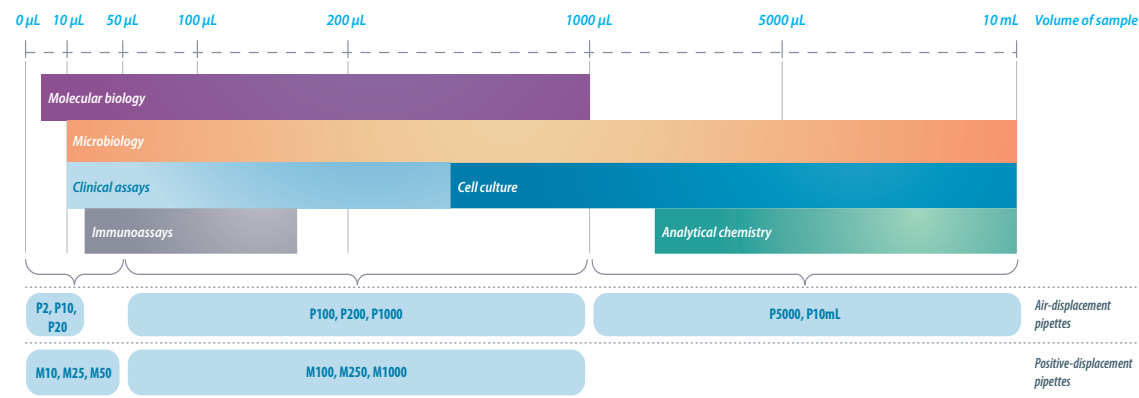 0 µL 10 µL 50 µL 100 µL 200 µL 1000 µL 5000 µL 10 mL Volume of sample
Molecular biology
Microbiology
Clinical assays Cell culture
Immunoassays Analytical chemistry
P2, P10,
P20
P100, P200, P1000
P5000, P10mL
Air-displacement
pipettes
M10, M25, M50
M100, M250, M1000
Positive-displacement
pipettes